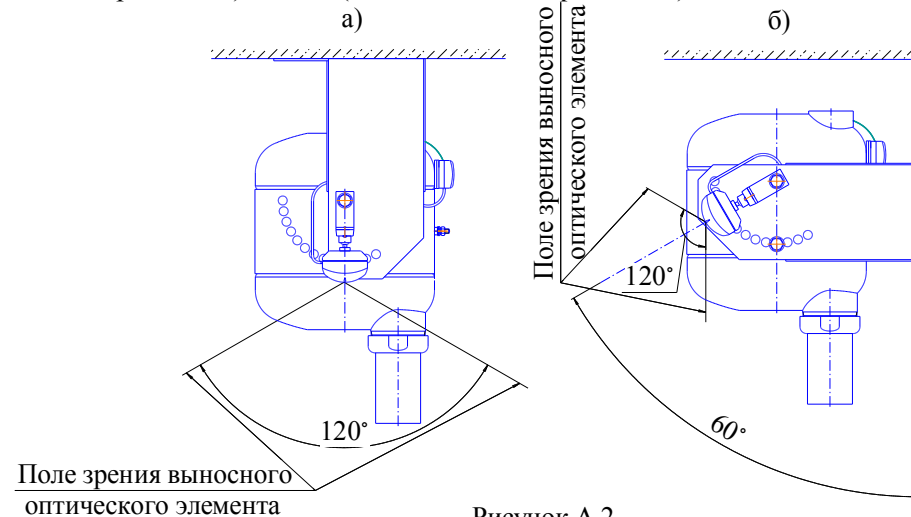 а)
б)
Поле зрения выносного
оптического элемента
120°
60°
120°
Поле зрения выносного
оптического элемента